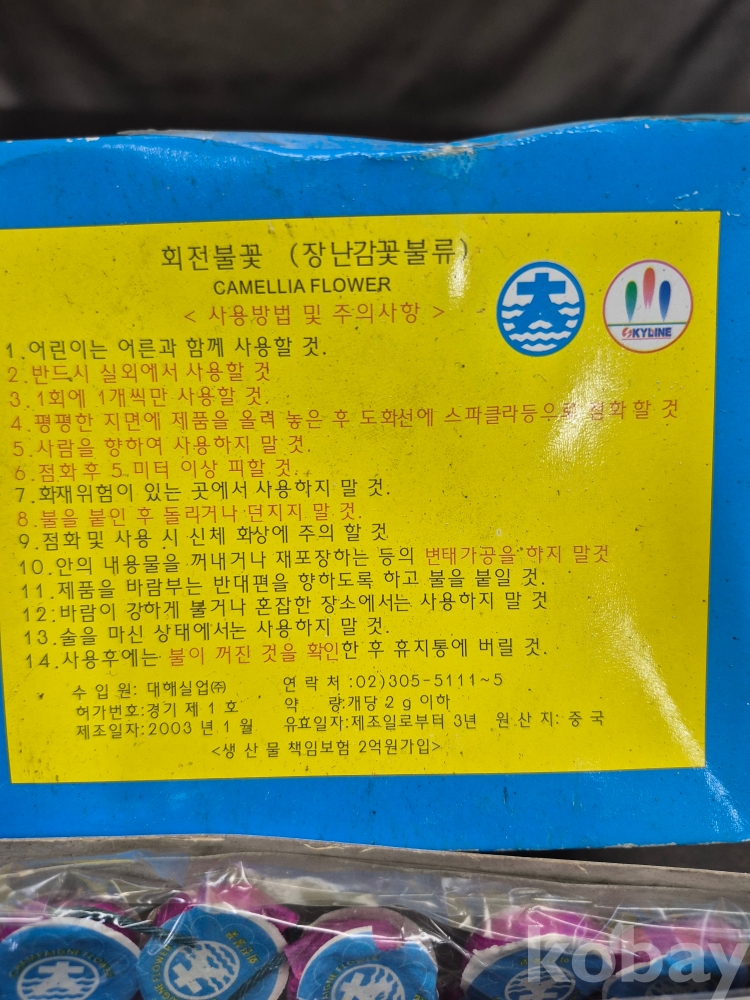 회전불꽃 (장난감꽃불류)
CAMELLIA FLOWER
< 사용방법 및 주의사항 >
SKYLINE
1.어린이는 어른과 함께 사용할 것.
2.반드시 실외에서 사용할 것
3.1회에 1개씩만 사용할 것.
4.평평한 지면에 제품을 올려 놓은 후 도화선에 스파클라등으로 점화 할 것
5.사람을 향하여 사용하지 말 것.
6.점화후 5.미터 이상 피할 것.
7.화재위험이 있는 곳에서 사용하지 말 것.
8.불을 붙인 후 돌리거나 던지지 말 것.
9.점화및 사용 시 신체 화상에 주의 할 것
10.안의 내용물을 꺼내거나 재포장하는 등의 변태가공을 하지 말것
11.제품을 바람부는 반대편을 향하도록 하고 불을 붙일 것.
12.바람이 강하게 불거나 혼잡한 장소에서는 사용하지 말 것
13.술을 마신 상태에서는 사용하지 말 것.
14.사용후에는 불이 꺼진 것을 확인한 후 휴지통에 버릴 것.
수 입 원: 대해실업㈜ 연 락 처:02)305-5111~5
허가번호:경기 제 1 호 약 량:개당 2 g 이하
제조일자:2003 년 1 월 유효일자:제조일로부터 3년 원 산 지: 중 국
<생 산 물 책임보험 2억원가입>
kobay